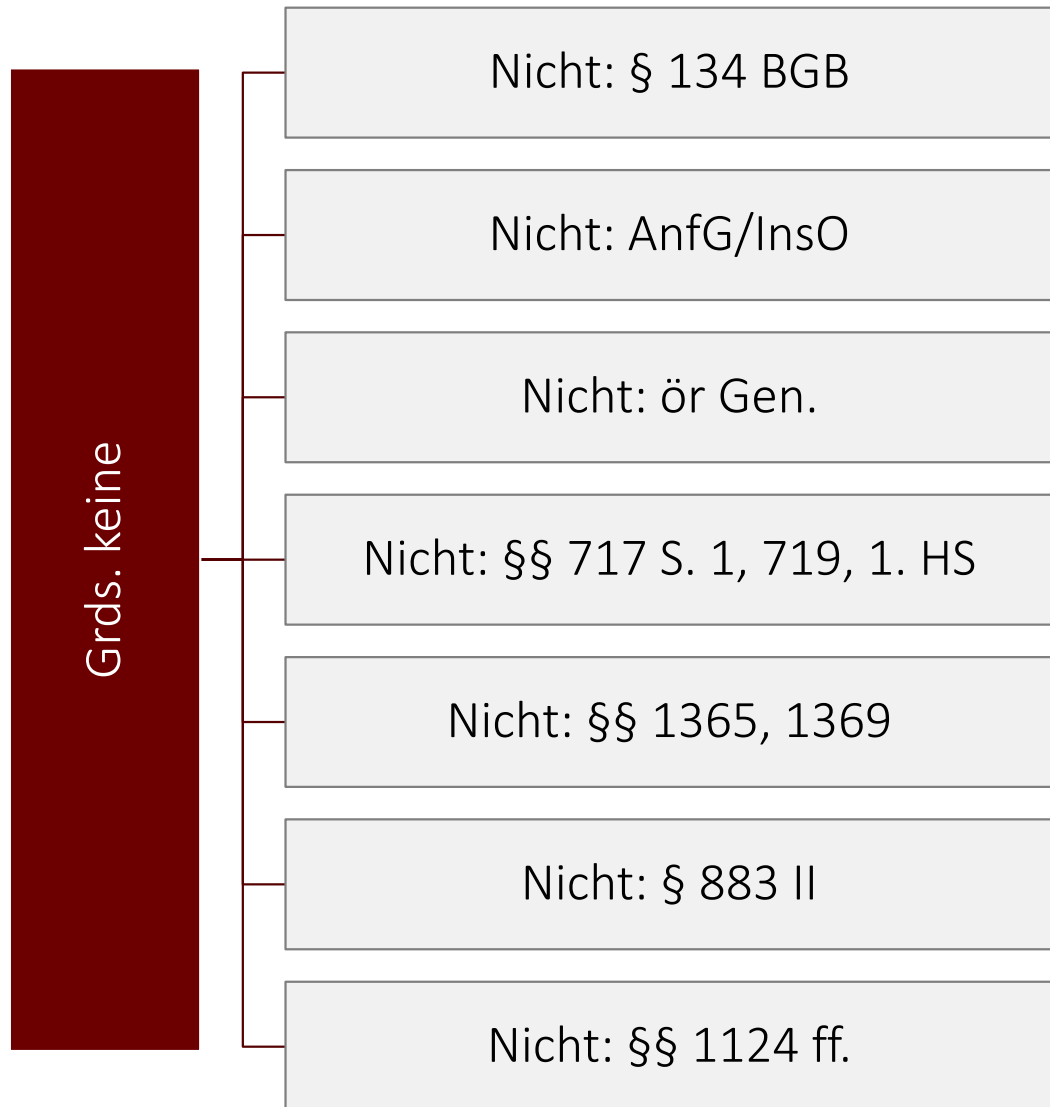 Grds. keine
Nicht: § 134 BGB
Nicht: AnfG/InsO
Nicht: ör Gen.
Nicht: §§ 717 S. 1, 719, 1. HS
Nicht: §§ 1365, 1369
Nicht: § 883 II
Nicht: §§ 1124 ff.